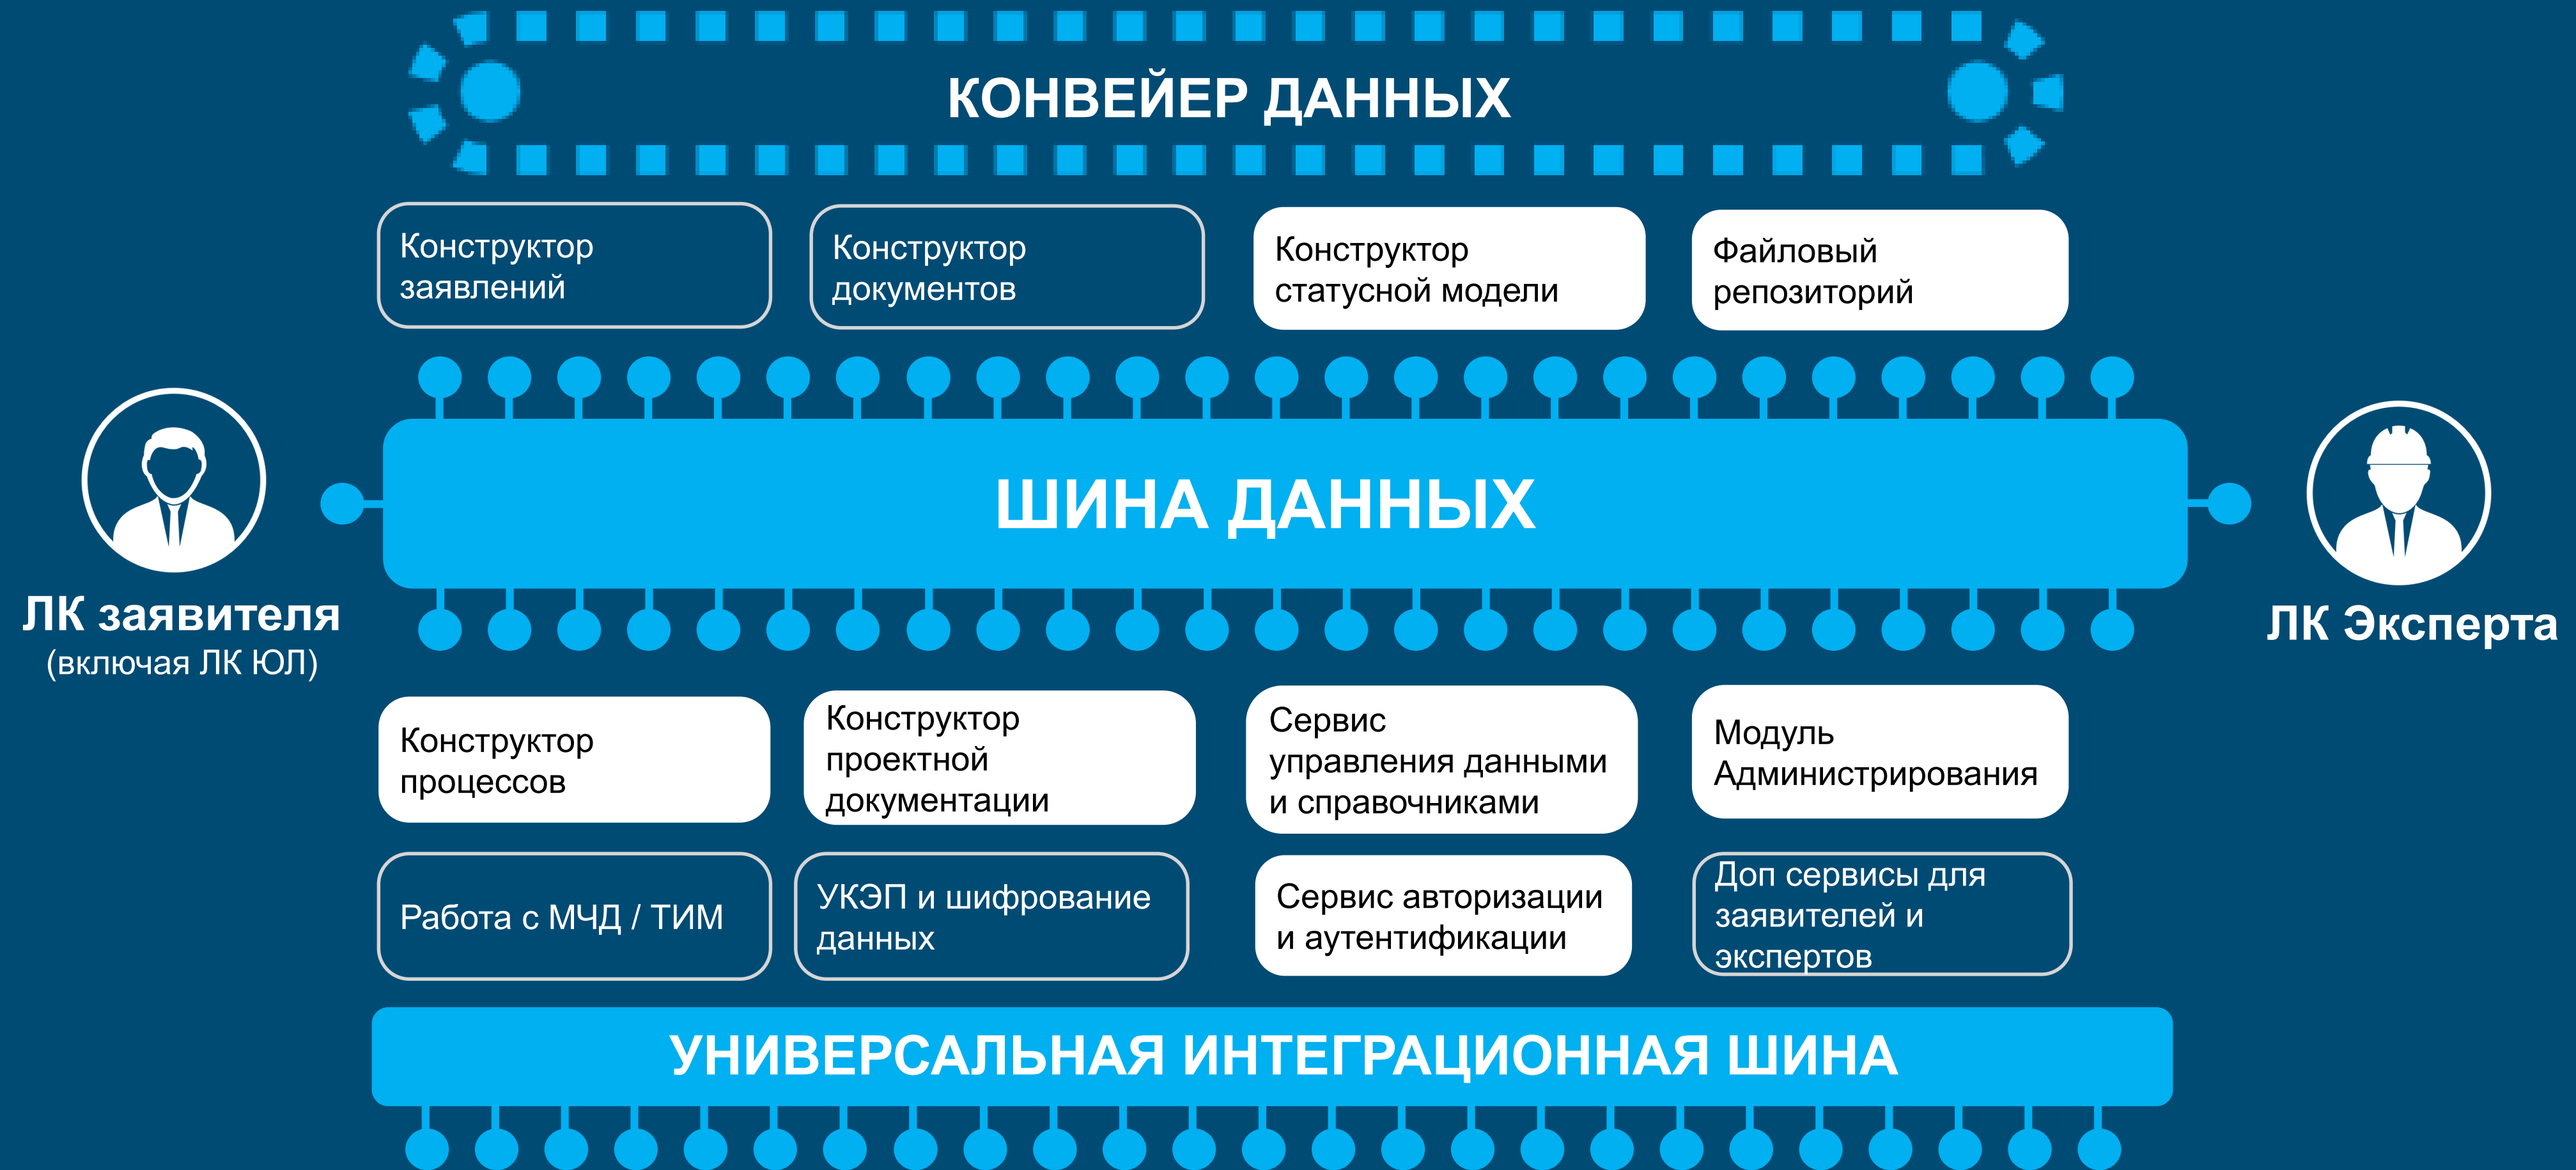 КОНВЕЙЕР ДАННЫХ
Конструктор
заявлений
Конструктор
документов
Конструктор
статусной модели
Файловый
репозиторий
ШИНА ДАННЫХ
ЛК заявителя
(включая ЛК ЮЛ)
ЛК Эксперта
Конструктор
процессов
Конструктор
проектной
документации
Сервис
управления данными
и справочниками
Модуль
Администрирования
Работа с МЧД / ТИМ
УКЭП и шифрование
данных
Сервис авторизации
и аутентификации
Доп сервисы для
заявителей и
экспертов
УНИВЕРСАЛЬНАЯ ИНТЕГРАЦИОННАЯ ШИНА